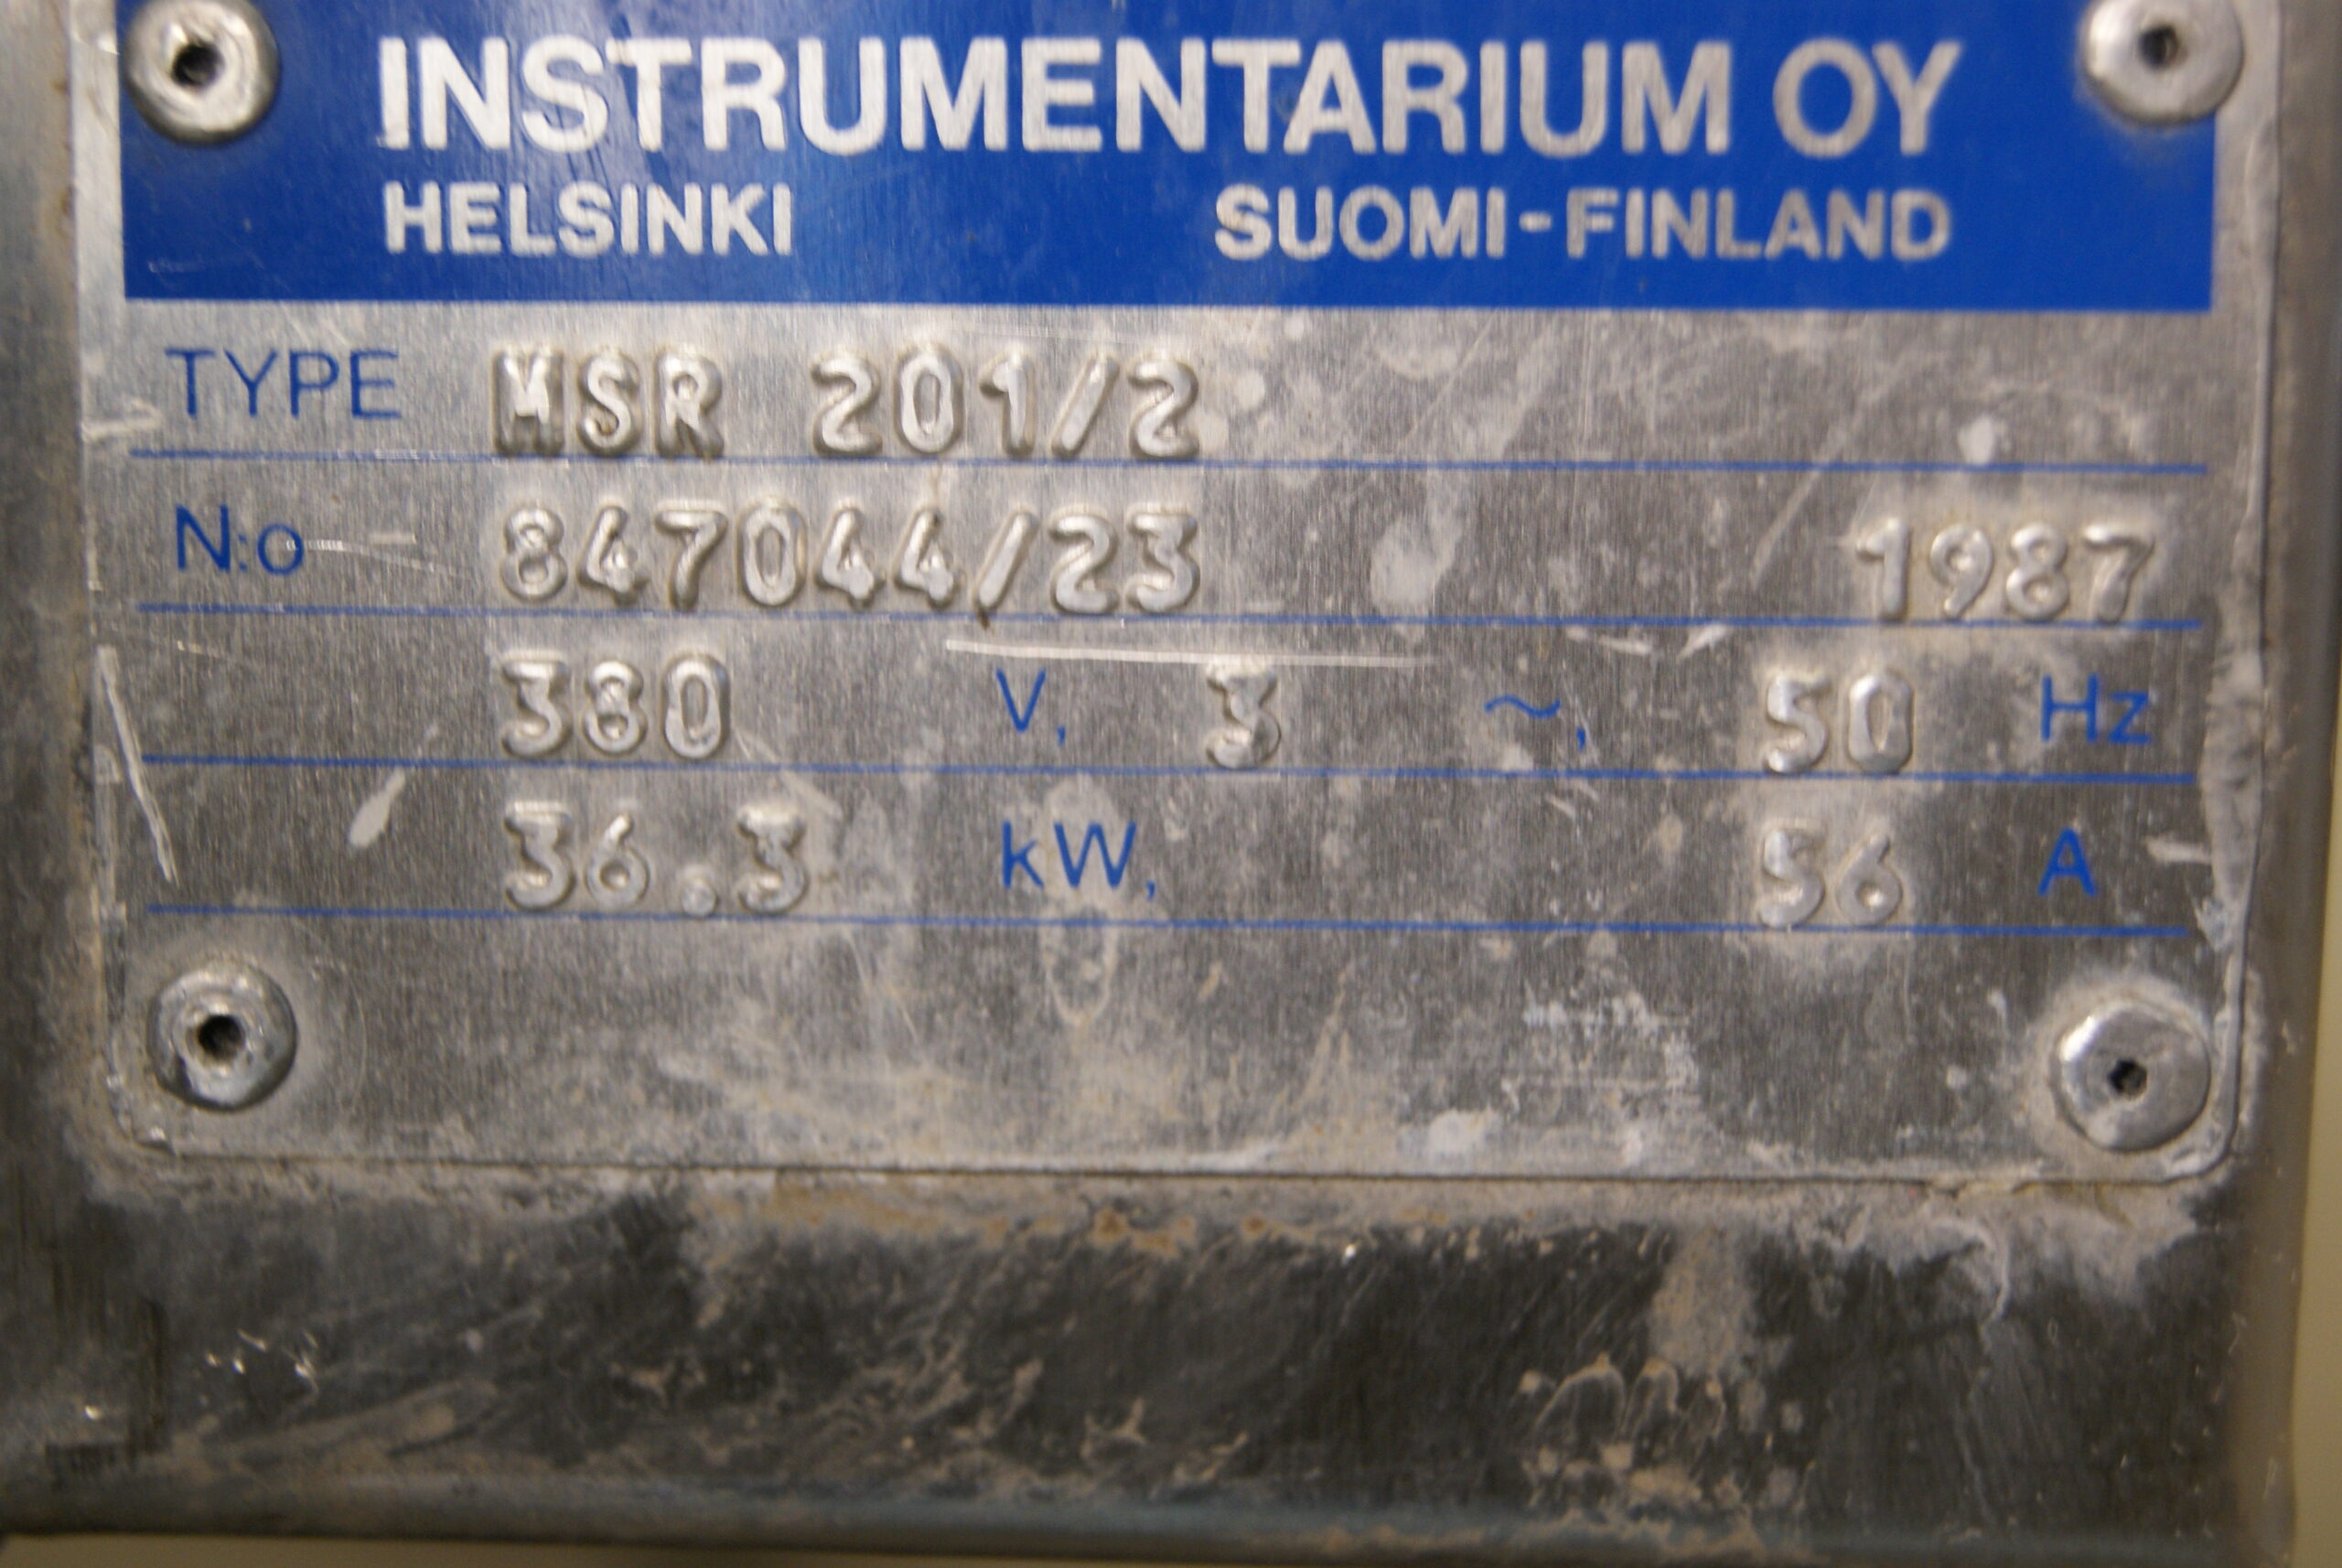 INSTRUMENTARIUM OY
HELSINKI SUOMI-FINLAND
TYPE MSR 201/2
N:o 847044/23 1987
380 V, 3 ~, 50 Hz
36.3 kW, 56 A